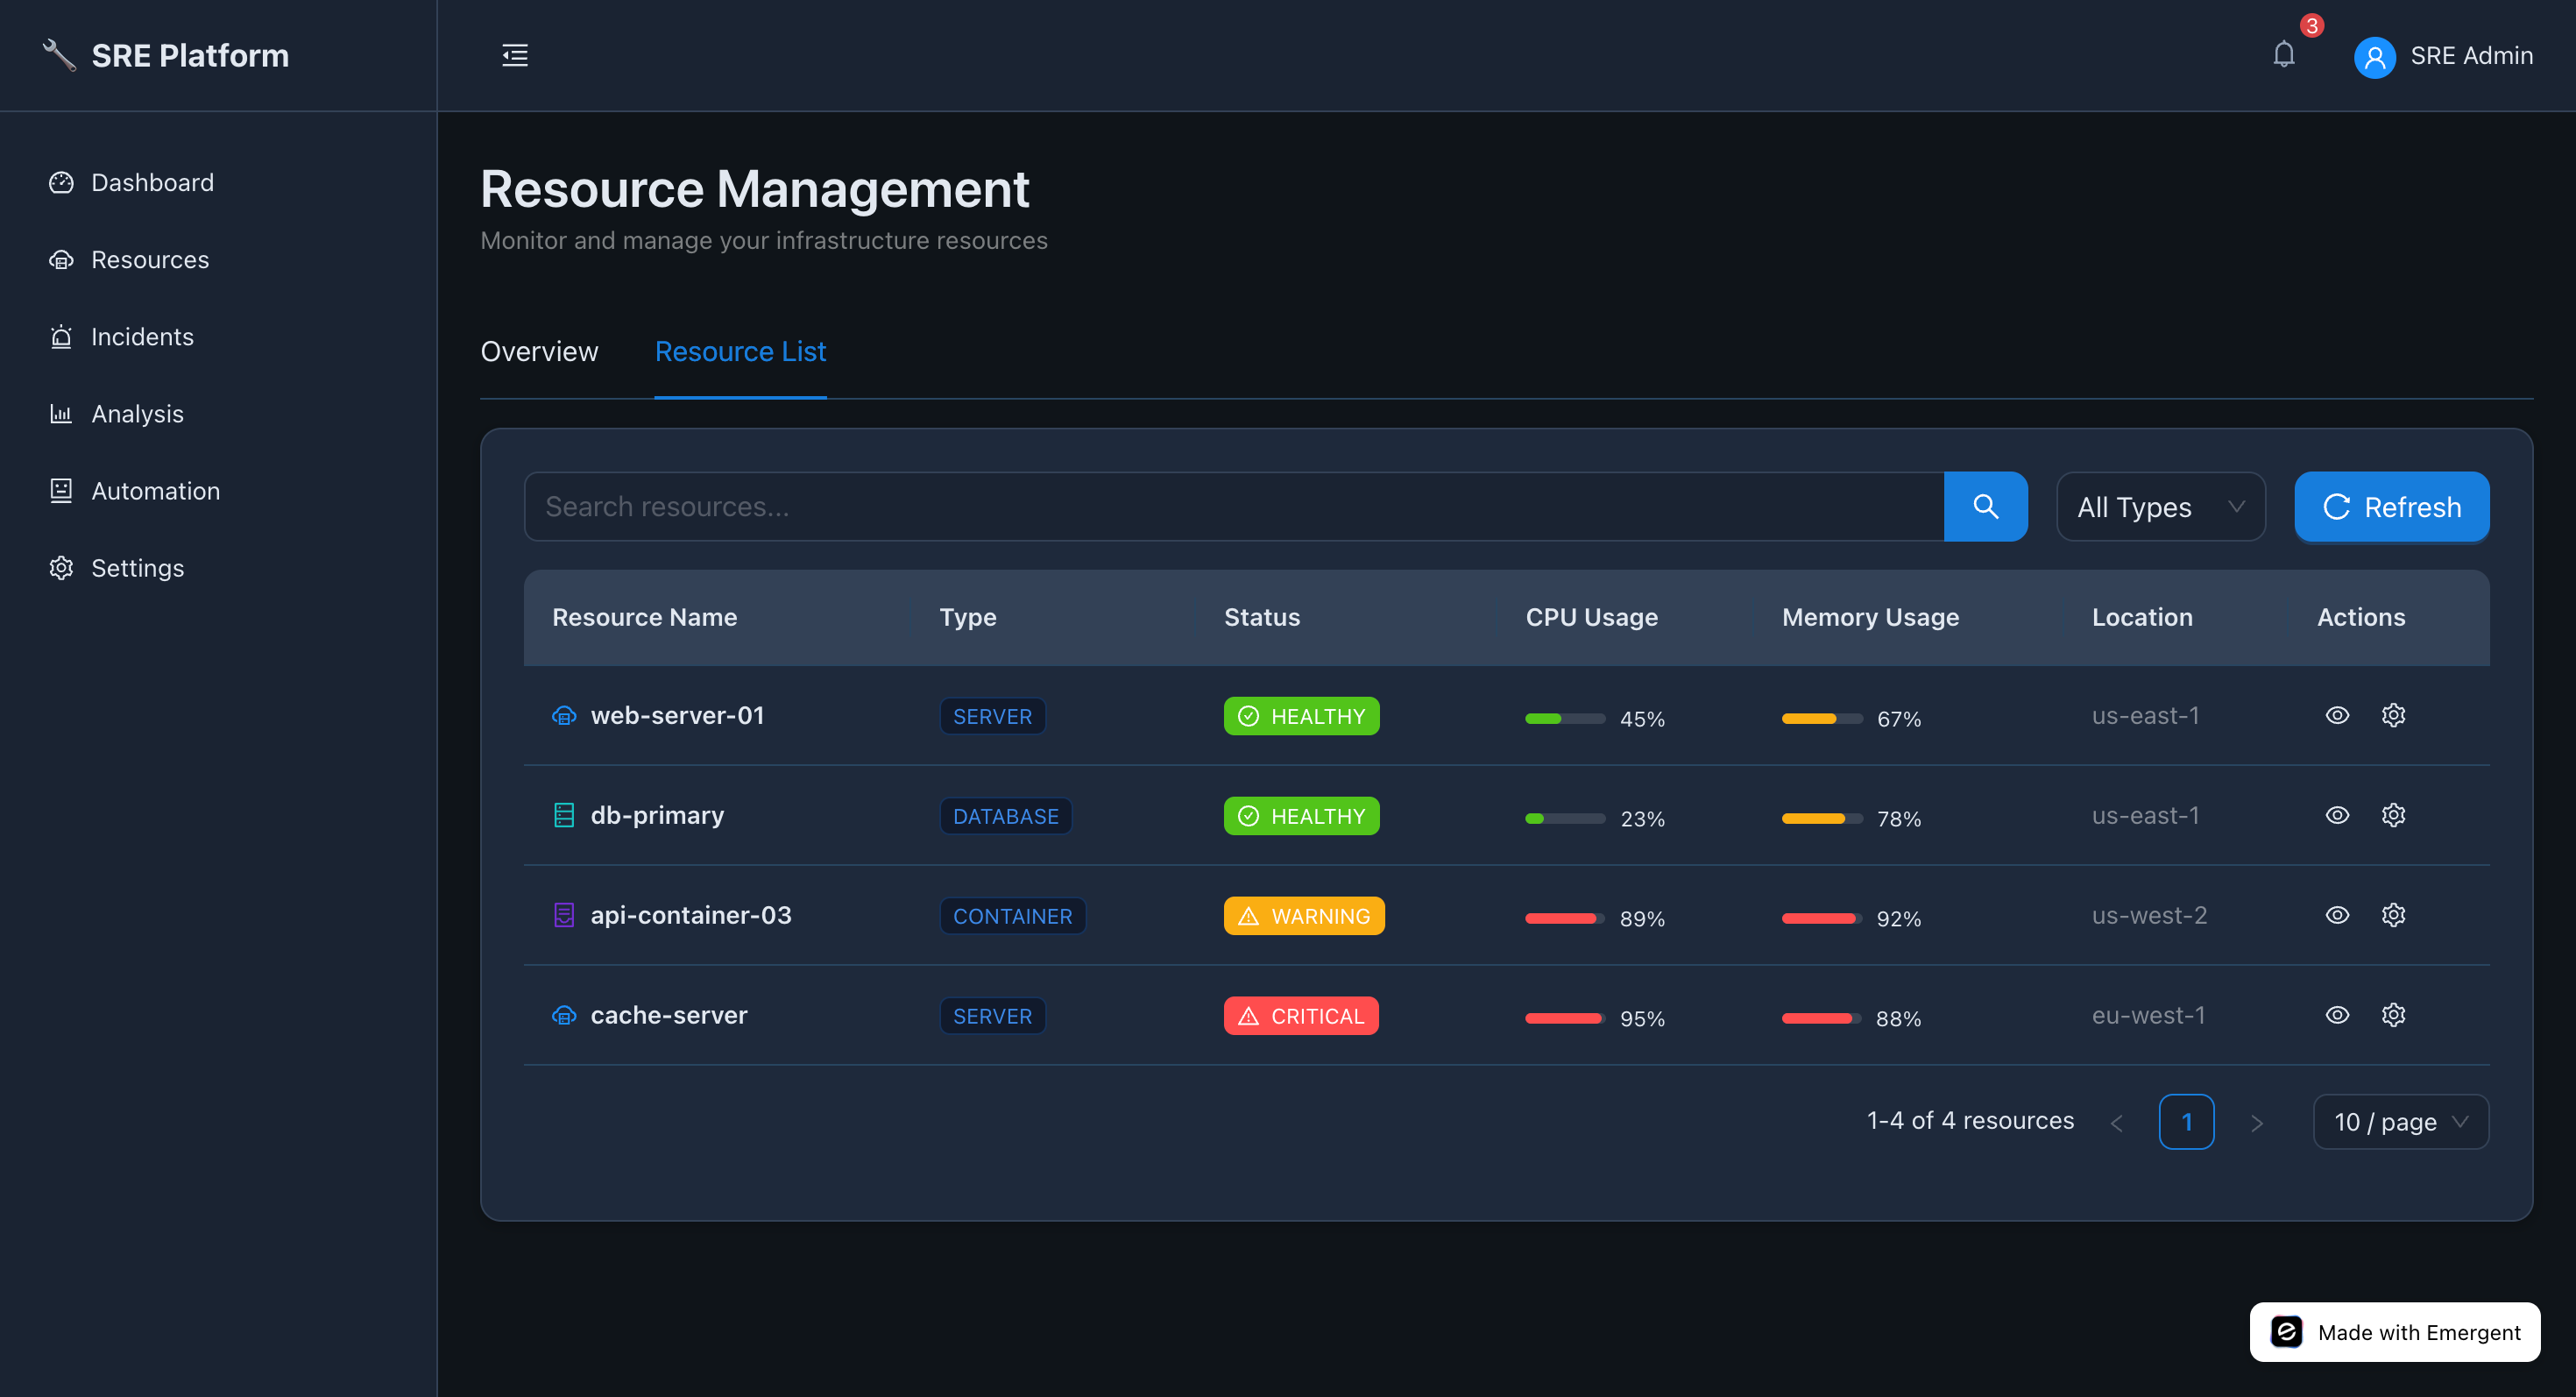 SRE Platform
3
SRE Admin
Dashboard
Resources
Incidents
Analysis
Automation
Settings
Resource Management
Monitor and manage your infrastructure resources
Overview Resource List
Search resources... All Types Refresh
Resource Name Type Status CPU Usage Memory Usage Location Actions
web-server-01 SERVER HEALTHY 45% 67% us-east-1
db-primary DATABASE HEALTHY 23% 78% us-east-1
api-container-03 CONTAINER WARNING 89% 92% us-west-2
cache-server SERVER CRITICAL 95% 88% eu-west-1
1-4 of 4 resources < 1 > 10 / page
Made with Emergent